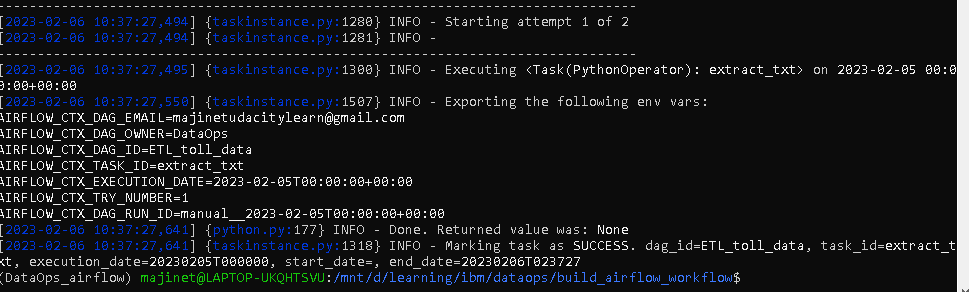 --------------------------------------------------------------------------------
[2023-02-06 10:37:27,494] {taskinstance.py:1280} INFO - Starting attempt 1 of 2
[2023-02-06 10:37:27,494] {taskinstance.py:1281} INFO -
--------------------------------------------------------------------------------
[2023-02-06 10:37:27,495] {taskinstance.py:1300} INFO - Executing <Task(PythonOperator): extract_txt> on 2023-02-05 00:0
0:00+00:00
[2023-02-06 10:37:27,550] {taskinstance.py:1507} INFO - Exporting the following env vars:
AIRFLOW_CTX_DAG_EMAIL=majinetudacitylearn@gmail.com
AIRFLOW_CTX_DAG_OWNER=DataOps
AIRFLOW_CTX_DAG_ID=ETL_toll_data
AIRFLOW_CTX_TASK_ID=extract_txt
AIRFLOW_CTX_EXECUTION_DATE=2023-02-05T00:00:00+00:00
AIRFLOW_CTX_TRY_NUMBER=1
AIRFLOW_CTX_DAG_RUN_ID=manual__2023-02-05T00:00:00+00:00
[2023-02-06 10:37:27,641] {python.py:177} INFO - Done. Returned value was: None
[2023-02-06 10:37:27,641] {taskinstance.py:1318} INFO - Marking task as SUCCESS. dag_id=ETL_toll_data, task_id=extract_t
xt, execution_date=20230205T000000, start_date=, end_date=20230206T023727
(DataOps_airflow) majinet@LAPTOP-UKQHTSVU:/mnt/d/learning/ibm/dataops/build_airflow_workflow$